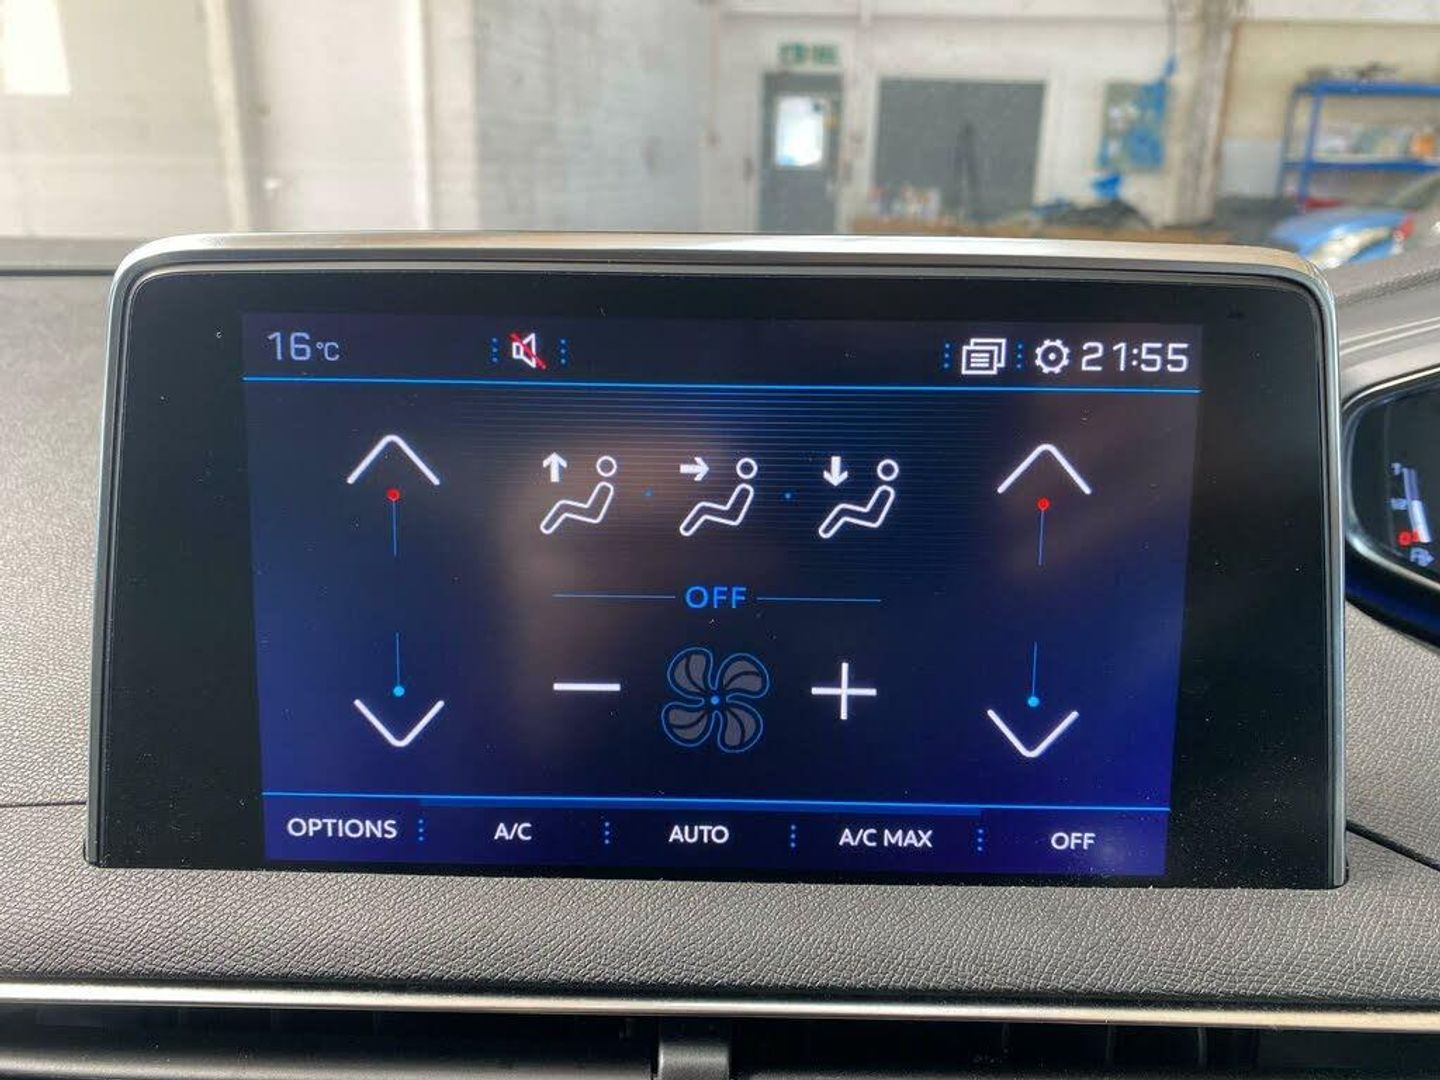 16°C
21:55
OFF
OPTIONS A/C AUTO A/C MAX OFF